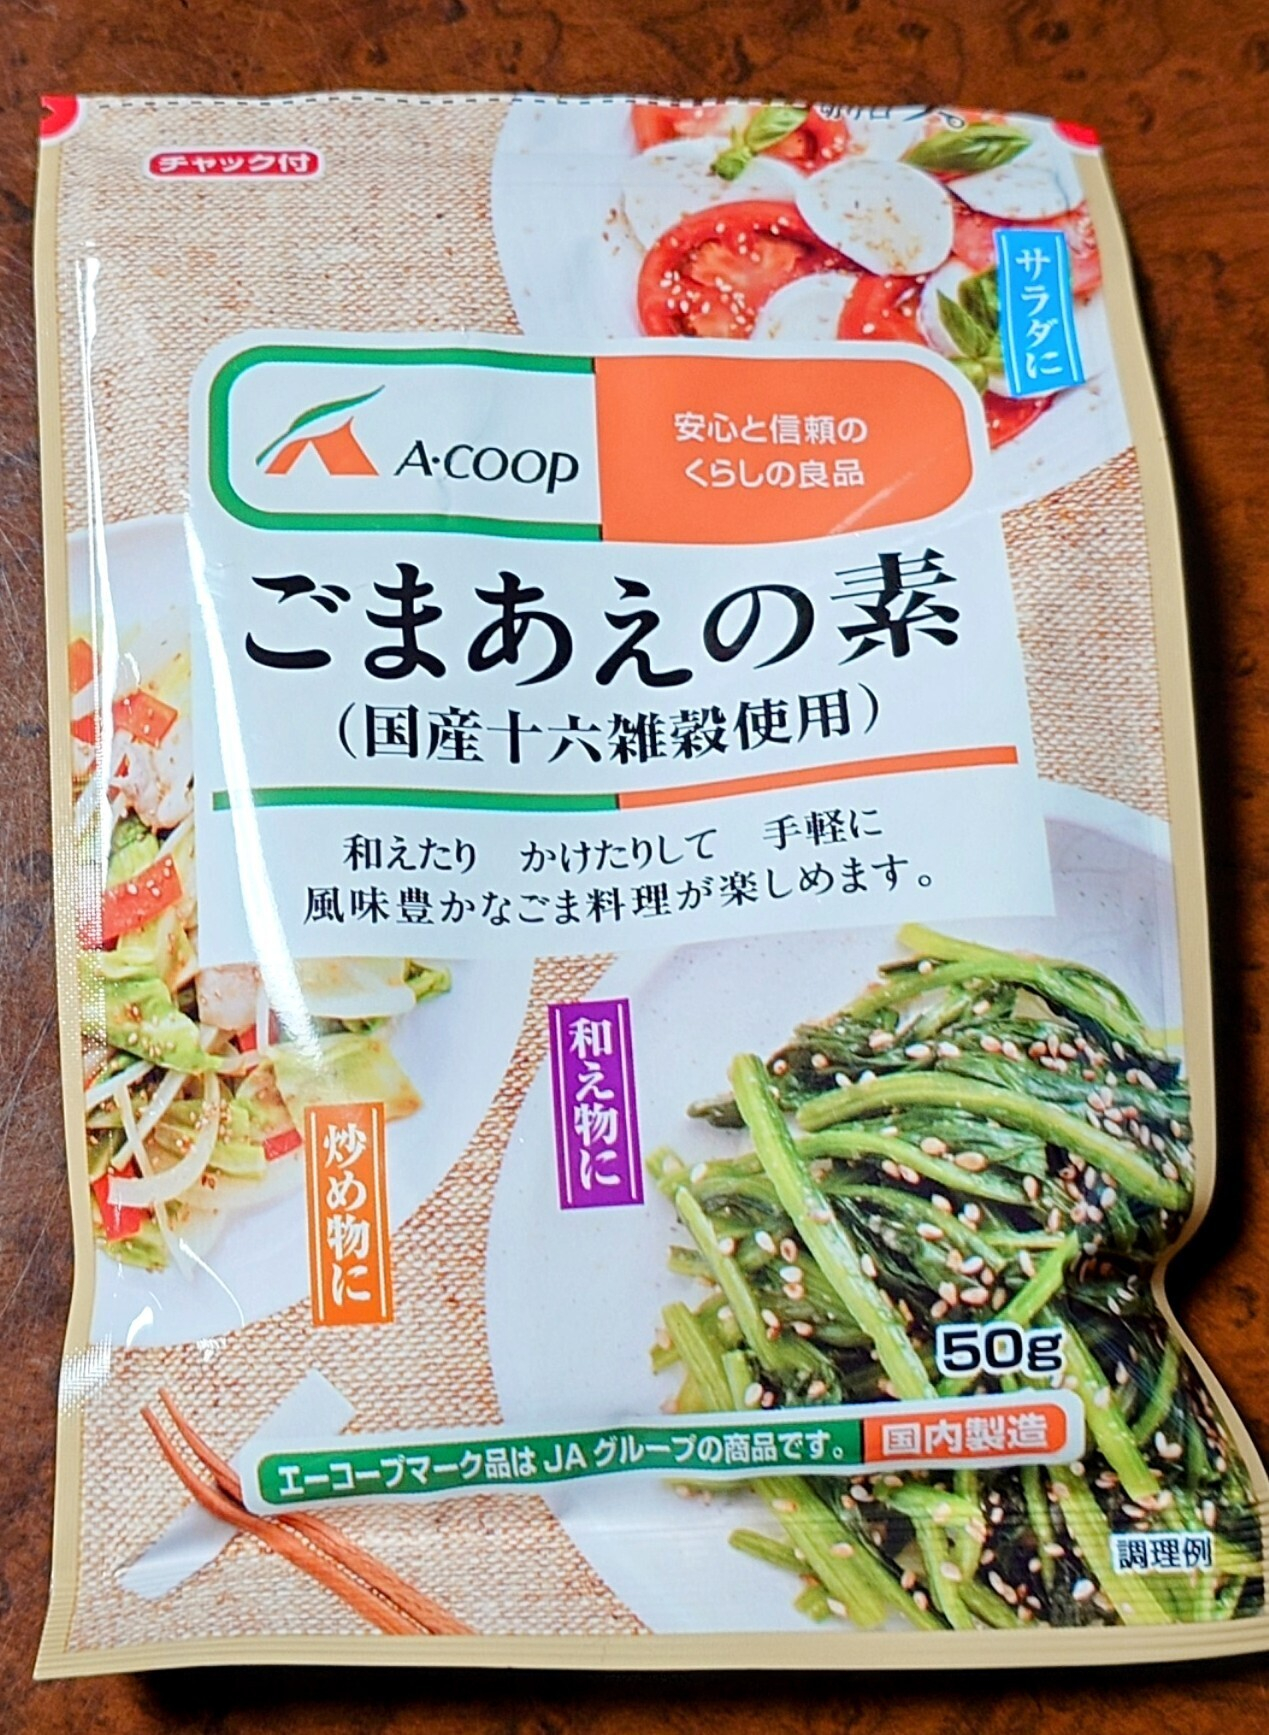 切り口
チャック付
サラダに
A·COOP
安心と信頼の
くらしの良品
ごまあえの素
（国産十六雑穀使用）
和えたり　かけたりして　手軽に
風味豊かなごま料理が楽しめます。
和え物に
炒め物に
50g
エーコープマーク品はJAグループの商品です。
国内製造
調理例